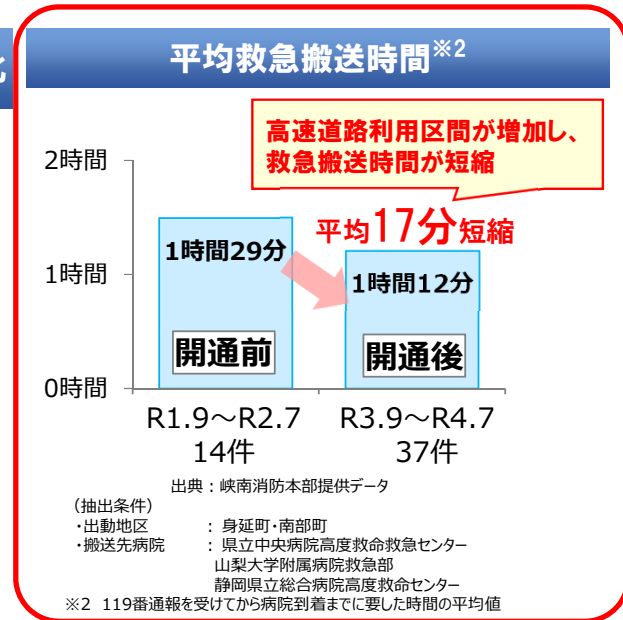 平均救急搬送時間※2
高速道路利用区間が増加し、
救急搬送時間が短縮
平均17分短縮
2時間
1時間
0時間
1時間29分
1時間12分
開通前
開通後
R1.9～R2.7
14件
R3.9～R4.7
37件
出典：峡南消防本部提供データ
（抽出条件）
・出動地区　：身延町・南部町
・搬送先病院　：県立中央病院高度救命救急センター
山梨大学附属病院救急部
静岡県立総合病院高度救命センター
※2 119番通報を受けてから病院到着までに要した時間の平均値